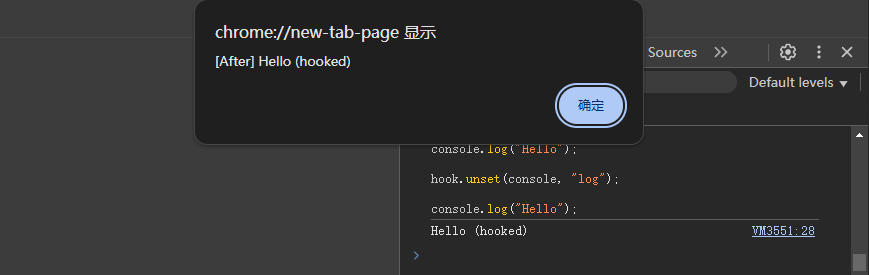 chrome://new-tab-page 显示
[After] Hello (hooked)
确定
Sources
Default levels
console.log("Hello");
hook.unset(console, "log");
console.log("Hello");
Hello (hooked) VM3551:28